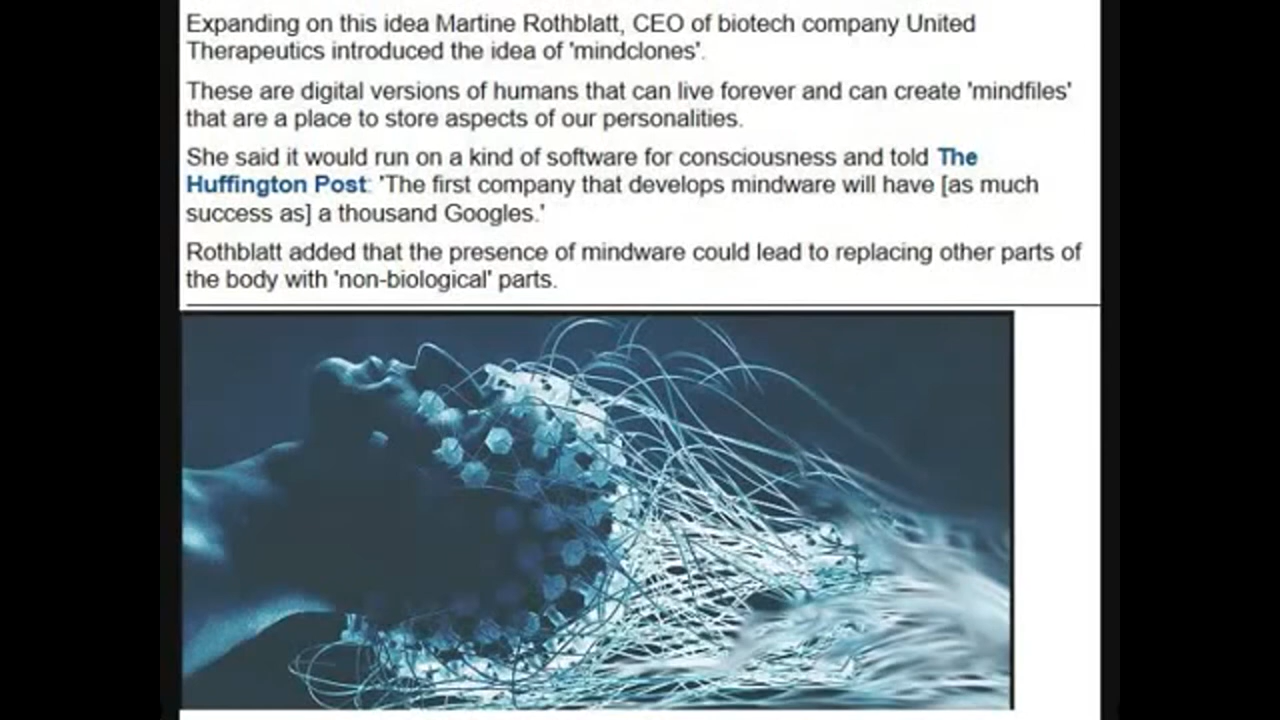 Expanding on this idea Martine Rothblatt, CEO of biotech company United
Therapeutics introduced the idea of 'mindclones'.
These are digital versions of humans that can live forever and can create 'mindfiles'
that are a place to store aspects of our personalities.
She said it would run on a kind of software for consciousness and told The
Huffington Post: 'The first company that develops mindware will have [as much
success as] a thousand Googles.'
Rothblatt added that the presence of mindware could lead to replacing other parts of
the body with 'non-biological' parts.